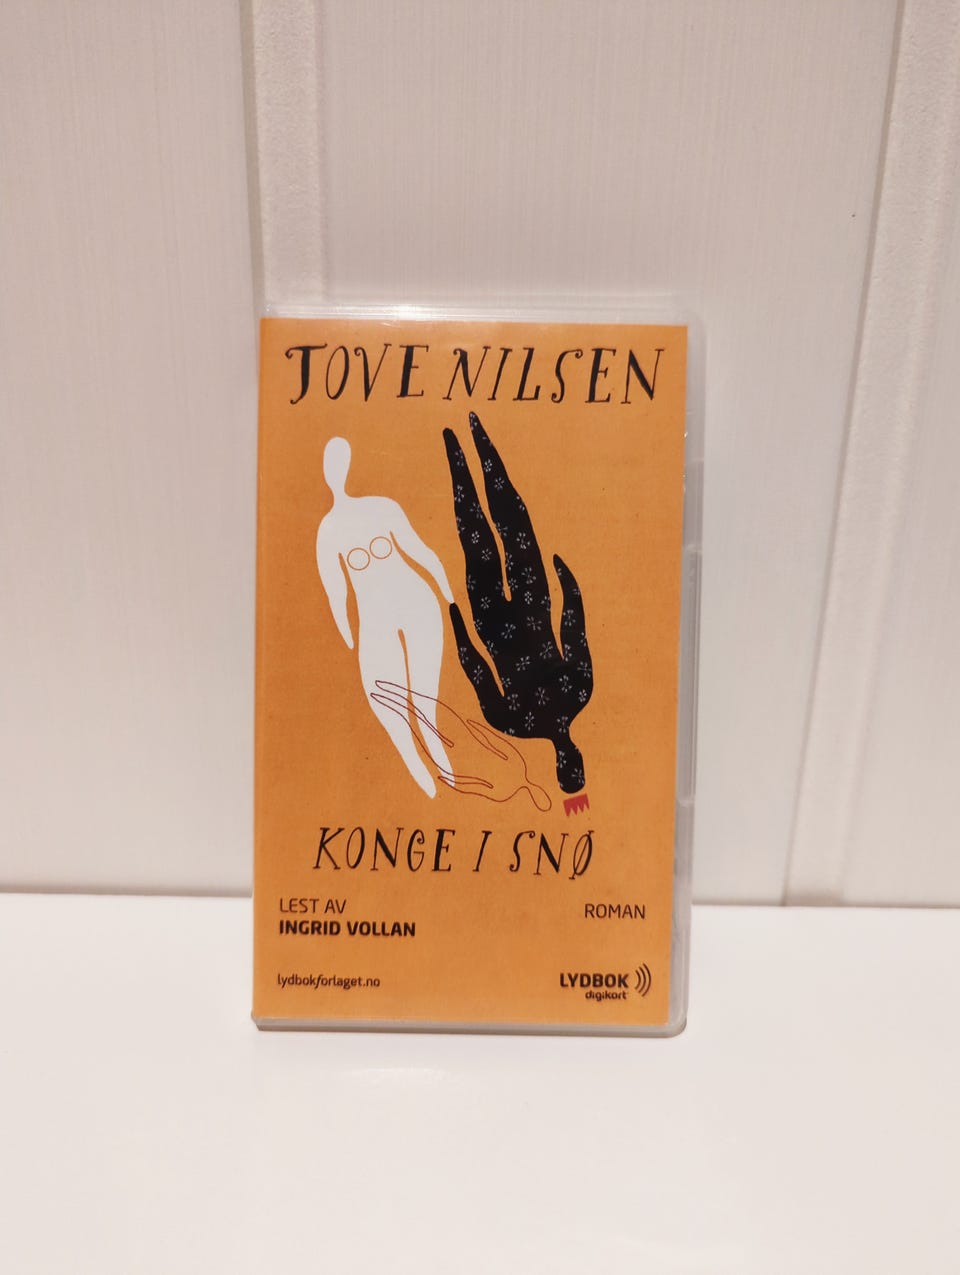 TOVE NILSEN
KONGE I SNØ
LEST AV
INGRID VOLLAN
ROMAN
lydbokforlaget.no
LYDBOK
digikort